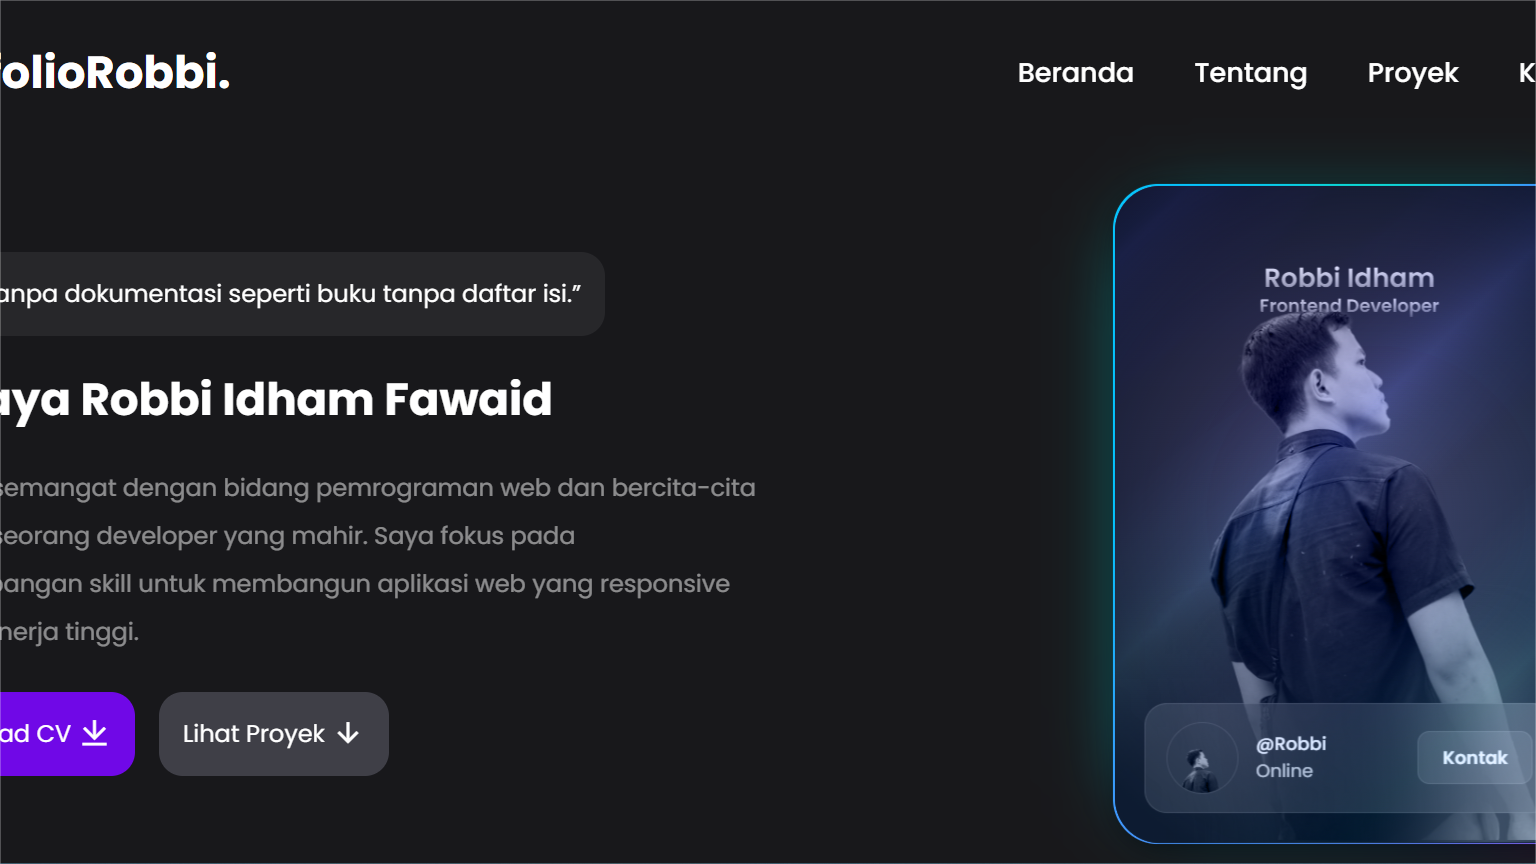 folioRobbi.
Beranda Tentang Proyek K
anpa dokumentasi seperti buku tanpa daftar isi.”
aya Robbi Idham Fawaid
semangat dengan bidang pemrograman web dan bercita-cita
seorang developer yang mahir. Saya fokus pada
bangan skill untuk membangun aplikasi web yang responsive
nerja tinggi.
ad CV
Lihat Proyek
Robbi Idham
Frontend Developer
@Robbi
Online
Kontak